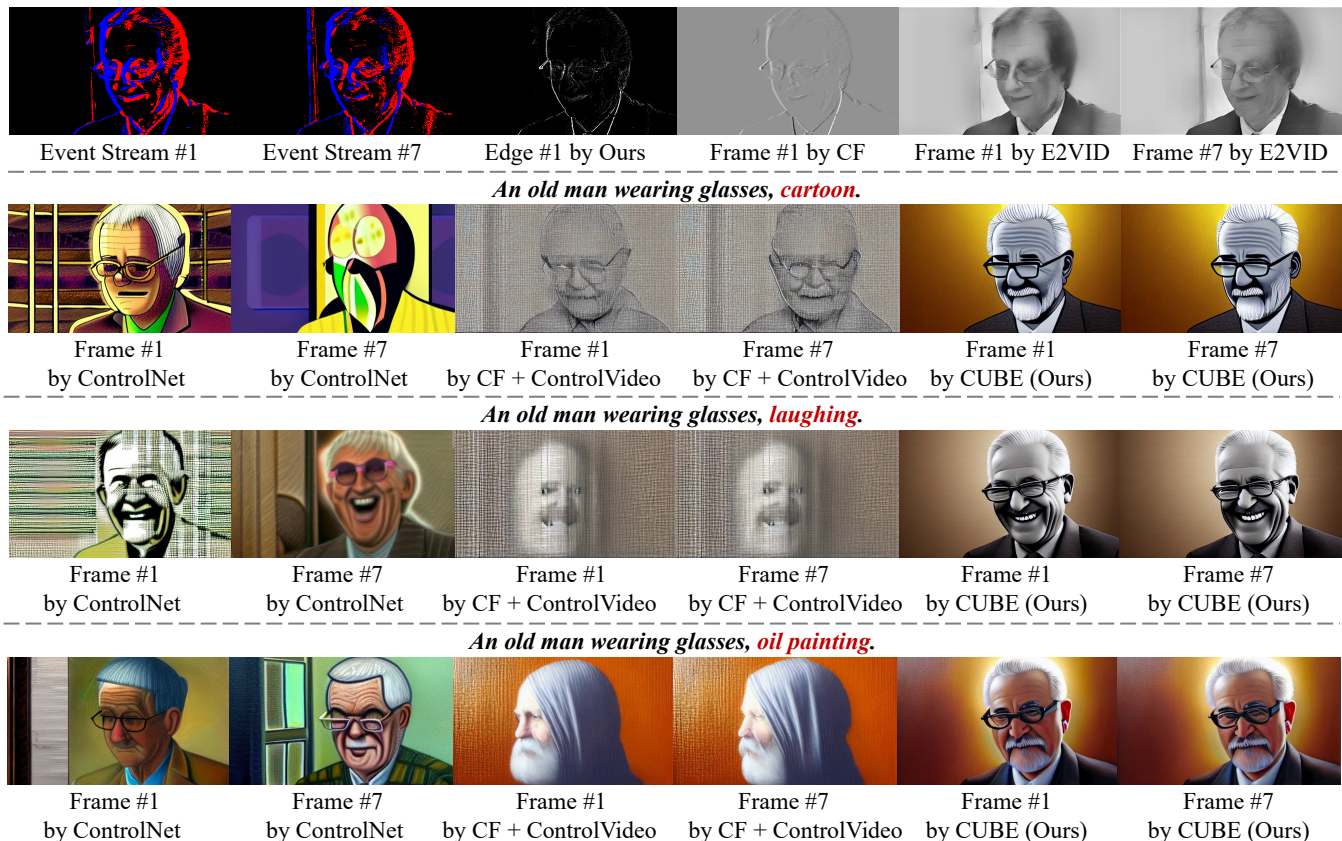 Event Stream #1 Event Stream #7 Edge #1 by Ours Frame #1 by CF Frame #1 by E2VID Frame #7 by E2VID
An old man wearing glasses, cartoon.
Frame #1 Frame #7 Frame #1 Frame #7 Frame #1 Frame #7
by ControlNet by ControlNet by CF + ControlVideo by CF + ControlVideo by CUBE (Ours) by CUBE (Ours)
An old man wearing glasses, laughing.
Frame #1 Frame #7 Frame #1 Frame #7 Frame #1 Frame #7
by ControlNet by ControlNet by CF + ControlVideo by CF + ControlVideo by CUBE (Ours) by CUBE (Ours)
An old man wearing glasses, oil painting.
Frame #1 Frame #7 Frame #1 Frame #7 Frame #1 Frame #7
by ControlNet by ControlNet by CF + ControlVideo by CF + ControlVideo by CUBE (Ours) by CUBE (Ours)